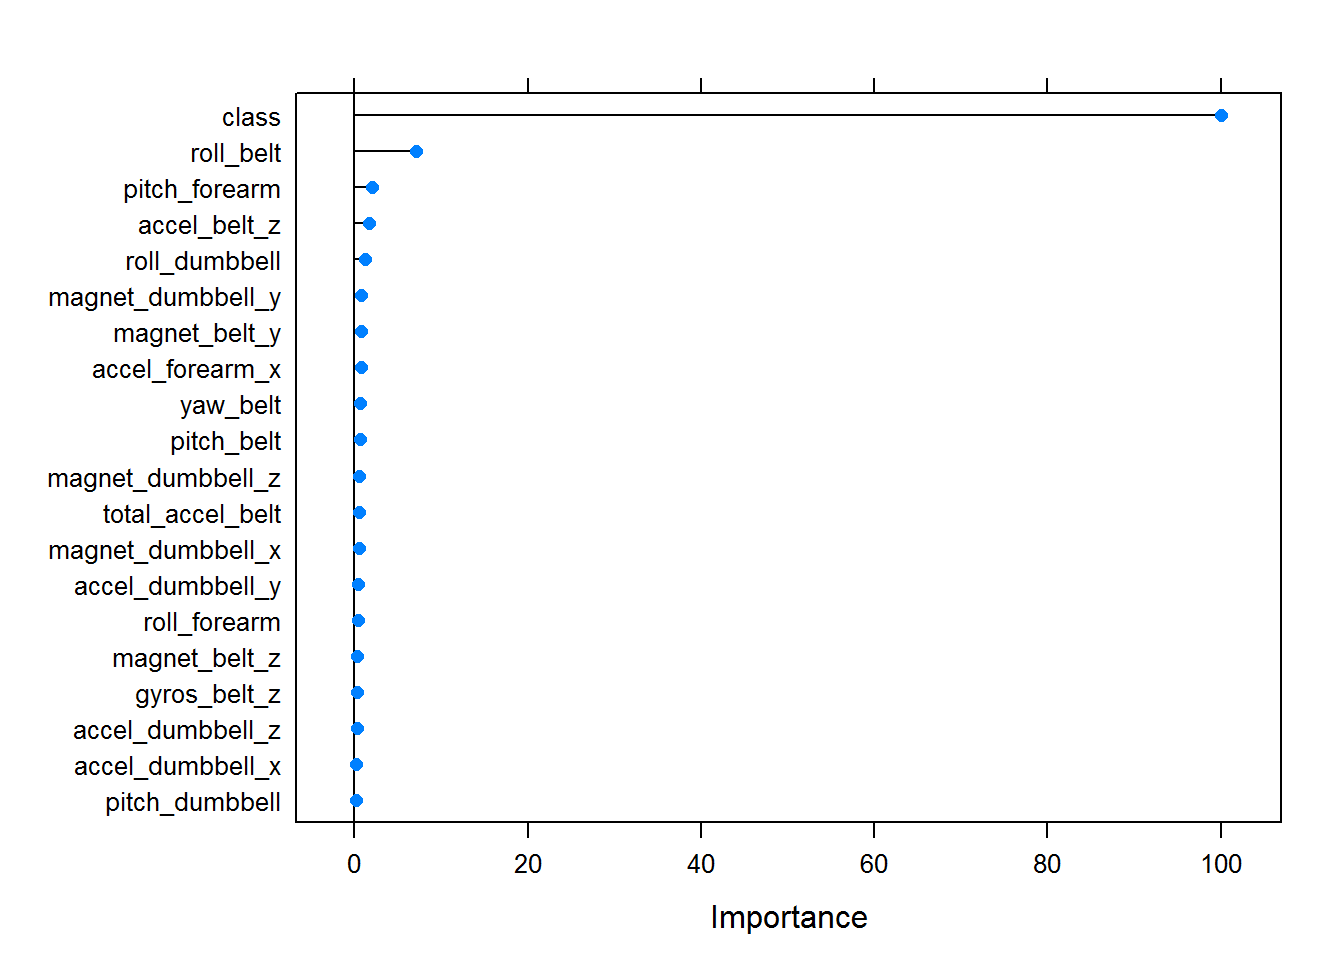 class
roll_belt
pitch_forearm
accel_belt_z
roll_dumbbell
magnet_dumbbell_y
magnet_belt_y
accel_forearm_x
yaw_belt
pitch_belt
magnet_dumbbell_z
total_accel_belt
magnet_dumbbell_x
accel_dumbbell_y
roll_forearm
magnet_belt_z
gyros_belt_z
accel_dumbbell_z
accel_dumbbell_x
pitch_dumbbell
0 20 40 60 80 100
Importance